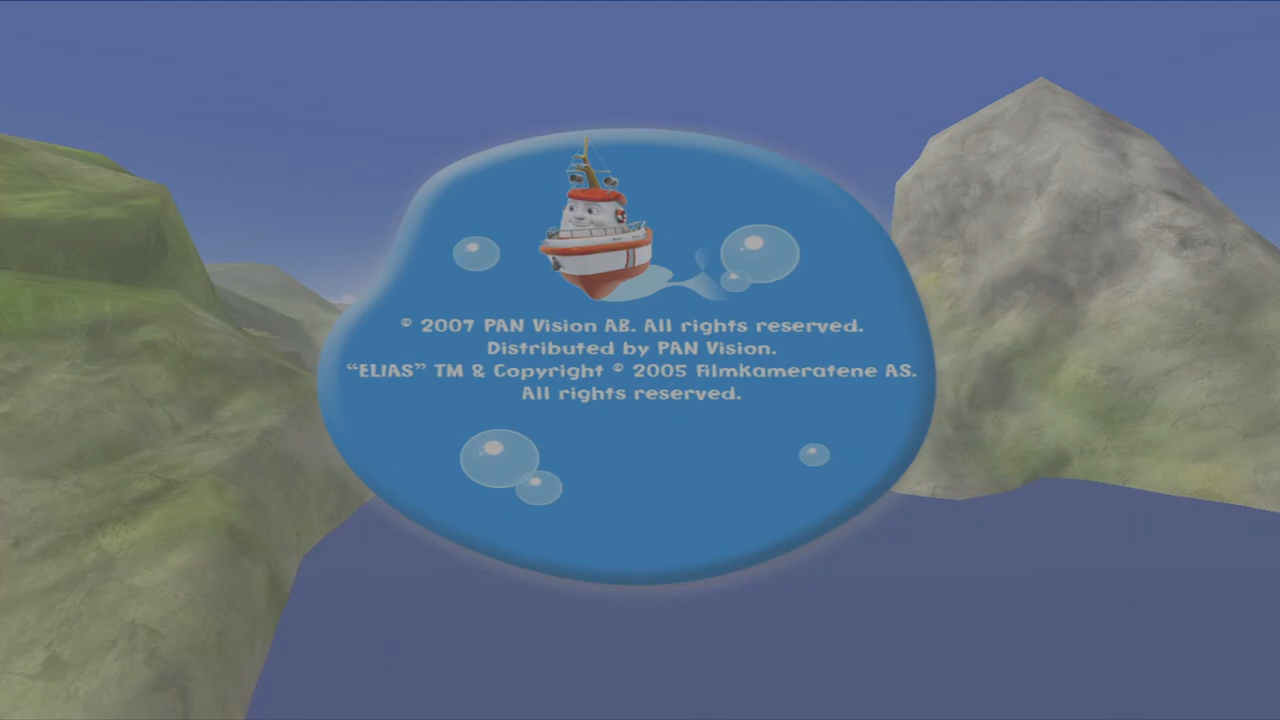 © 2007 PAN Vision AB. All rights reserved.
Distributed by PAN Vision.
“ELIAS” TM & Copyright © 2005 Filmkameratene AS.
All rights reserved.